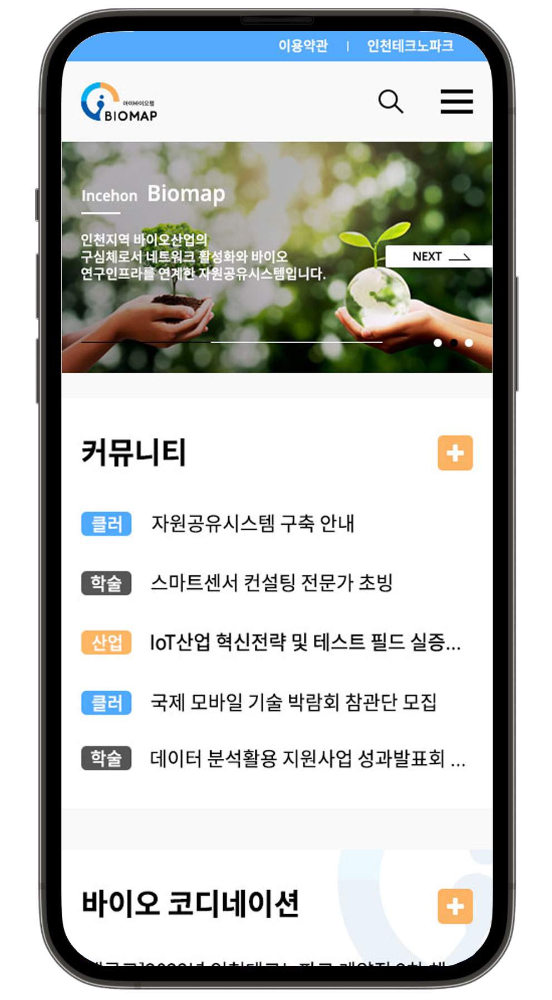 이용약관 | 인천테크노파크
아이바이오맵
BIOMAP
Incehon Biomap
인천지역 바이오산업의
구심체로서 네트워크 활성화와 바이오
연구인프라를 연계한 자원공유시스템입니다.
NEXT
커뮤니티
클러 자원공유시스템 구축 안내
학술 스마트센서 컨설팅 전문가 초빙
산업 IoT산업 혁신전략 및 테스트 필드 실증...
클러 국제 모바일 기술 박람회 참관단 모집
학술 데이터 분석활용 지원사업 성과발표회 ...
바이오 코디네이션